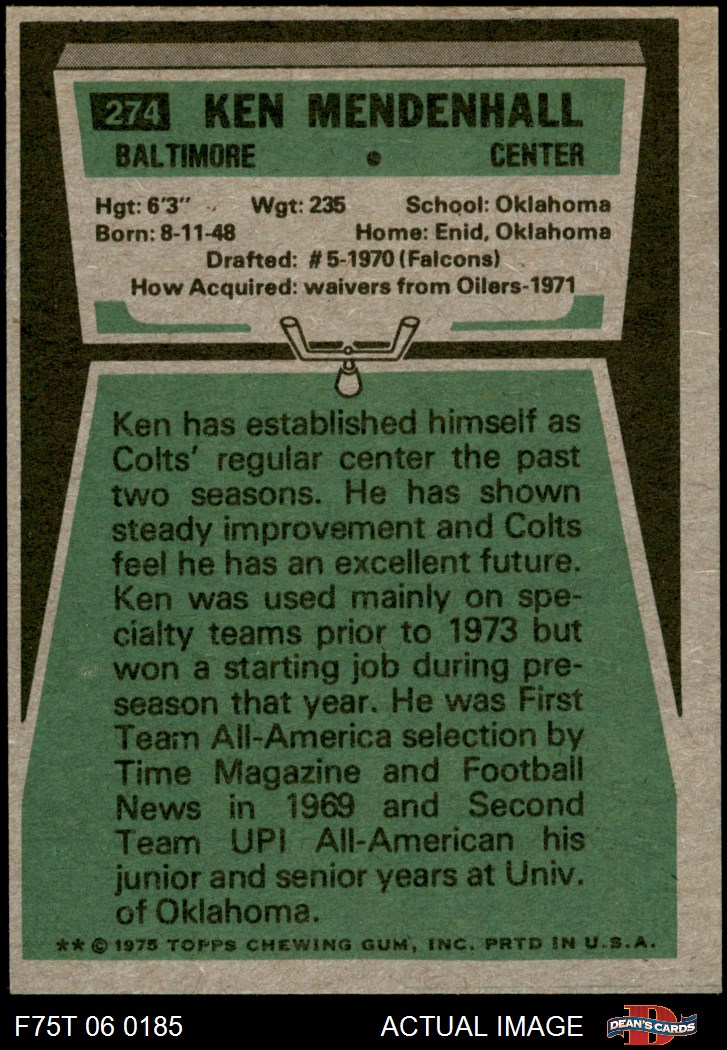 274 KEN MENDENHALL
BALTIMORE • CENTER
Hgt: 6'3" Wgt: 235 School: Oklahoma
Born: 8-11-48 Home: Enid, Oklahoma
Drafted: #5-1970 (Falcons)
How Acquired: waivers from Oilers-1971
Ken has established himself as
Colts' regular center the past
two seasons. He has shown
steady improvement and Colts
feel he has an excellent future.
Ken was used mainly on spe-
cialty teams prior to 1973 but
won a starting job during pre-
season that year. He was First
Team All-America selection by
Time Magazine and Football
News in 1969 and Second
Team UPI All-American his
junior and senior years at Univ.
of Oklahoma.
** © 1975 TOPPS CHEWING GUM, INC. PRTD IN U.S.A.
F75T 06 0185 ACTUAL IMAGE D DEAN'S CARDS